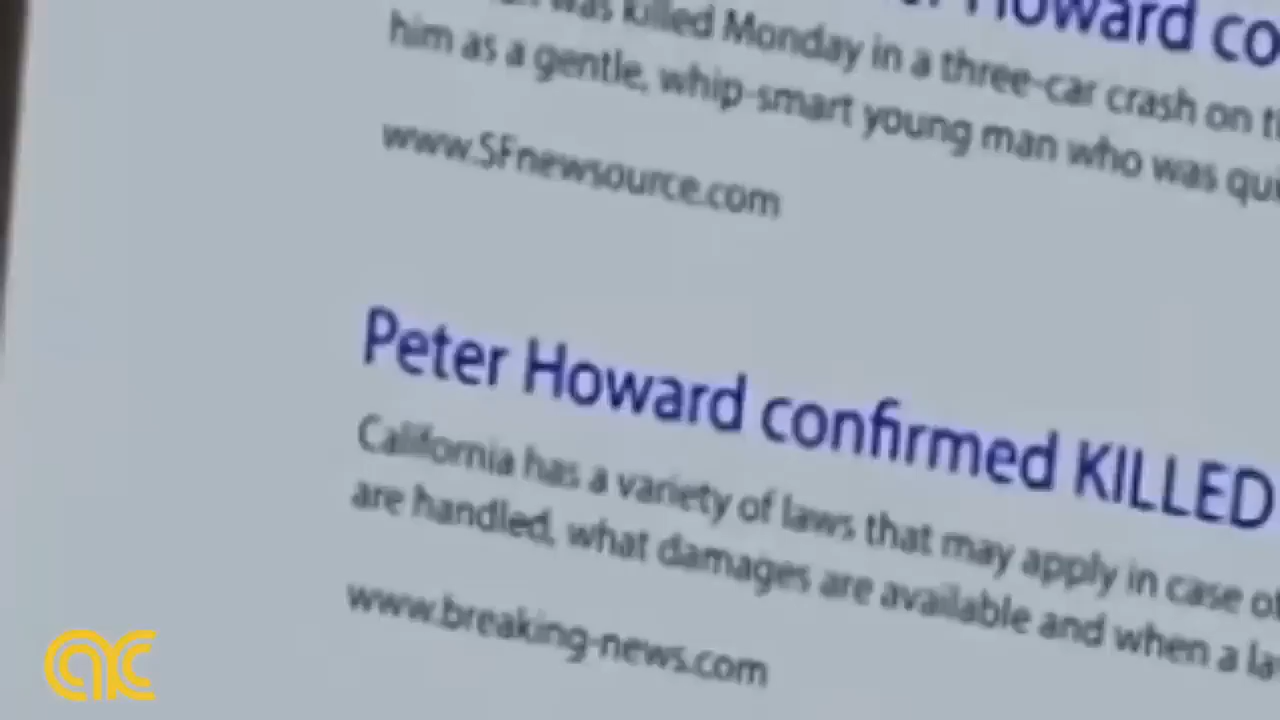 Howard co
was killed Monday in a three-car crash on
him as a gentle, whip-smart young man who was
www.SFnewsource.com
Peter Howard confirmed KILLED
California has a variety of laws that may apply in case of
are handled, what damages are available and when a
www.breaking-news.com
ac